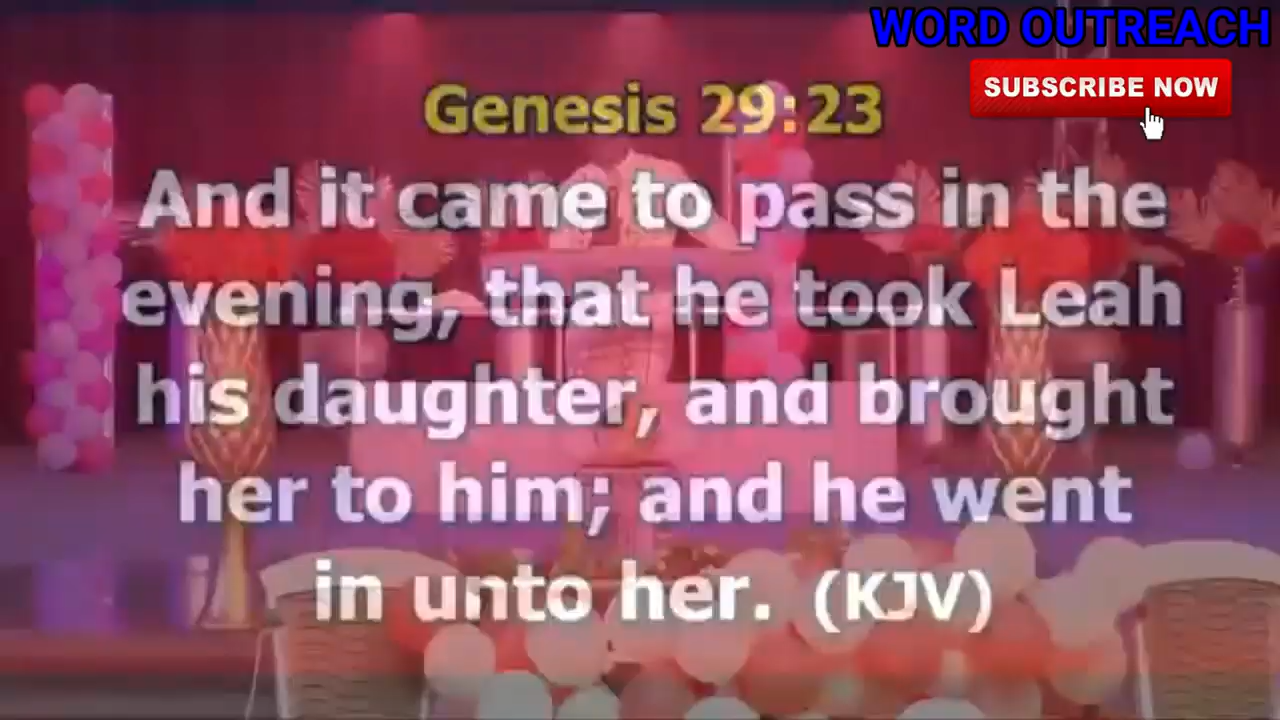 WORD OUTREACH
SUBSCRIBE NOW
Genesis 29:23
And it came to pass in the
evening, that he took Leah
his daughter, and brought
her to him; and he went
in unto her. (KJV)